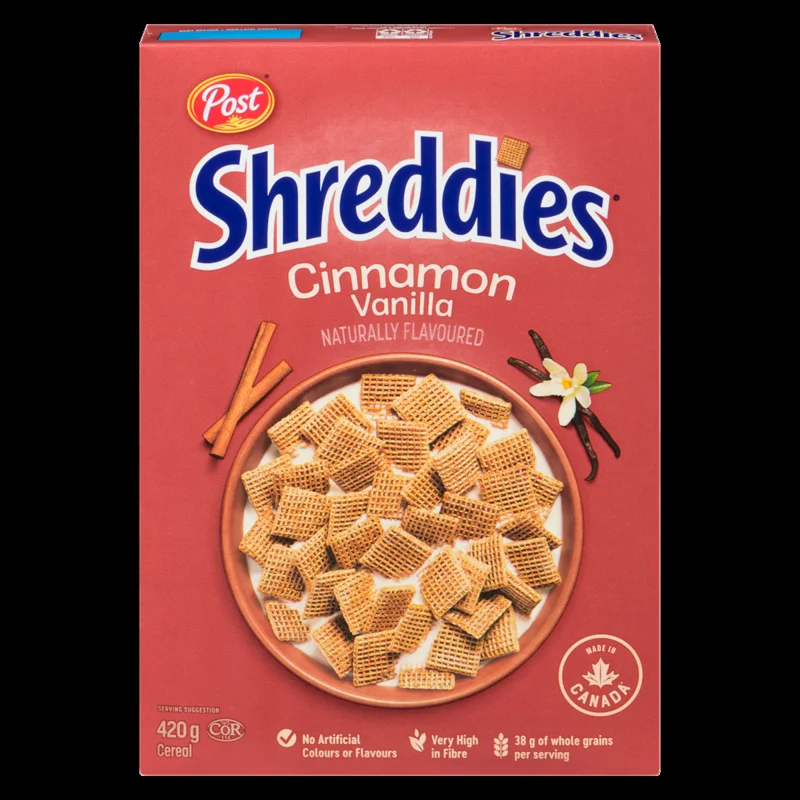 Shreddies
Post
Shreddies
Cinnamon
Vanilla
NATURALLY FLAVOURED
MADE IN
CANADA
SERVING SUGGESTION
420 g
Cereal
COR
No Artificial
Colours or Flavours
Very High
in Fibre
38 g of whole grains
per serving